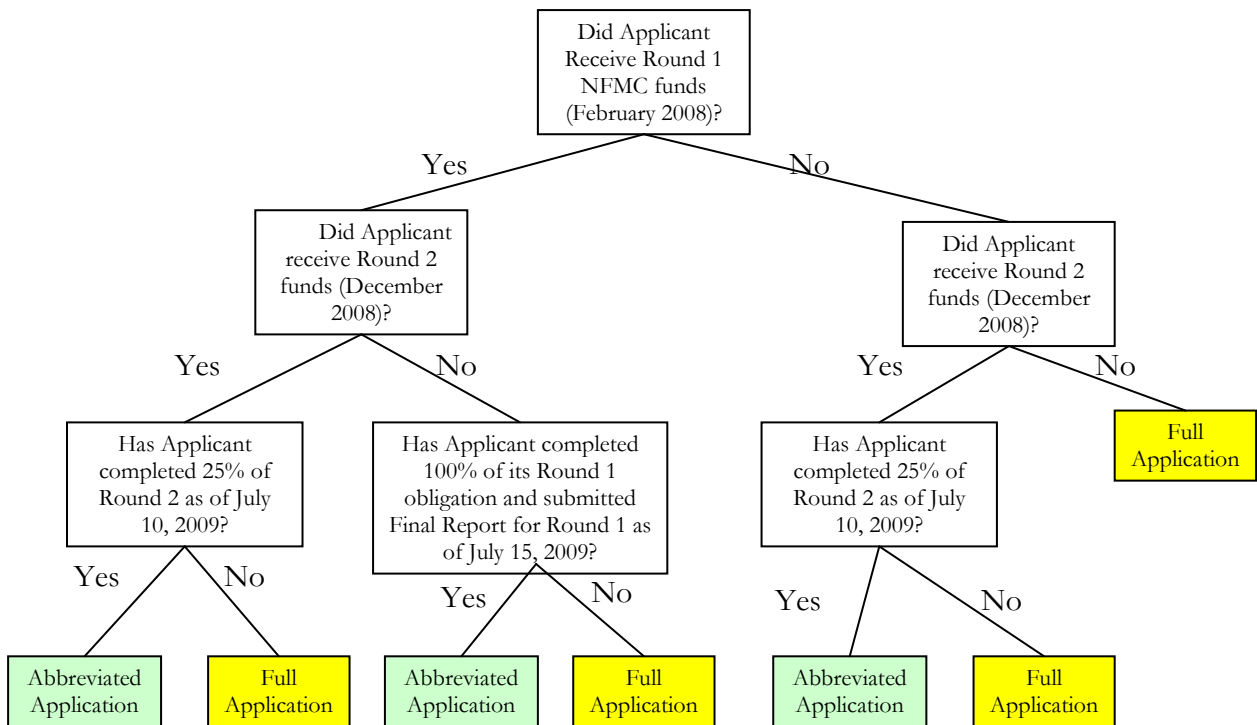 Did Applicant
Receive Round 1
NFMC funds
(February 2008)?
Yes
No
Did Applicant
receive Round 2
funds (December
2008)?
Did Applicant
receive Round 2
funds (December
2008)?
Yes
No
Yes
No
Has Applicant
completed 25% of
Round 2 as of July
10, 2009?
Has Applicant completed
100% of its Round 1
obligation and submitted
Final Report for Round 1 as
of July 15, 2009?
Has Applicant
completed 25% of
Round 2 as of July
10, 2009?
Full
Application
Yes
No
Yes
No
Yes
No
Abbreviated
Application
Full
Application
Abbreviated
Application
Full
Application
Abbreviated
Application
Full
Application